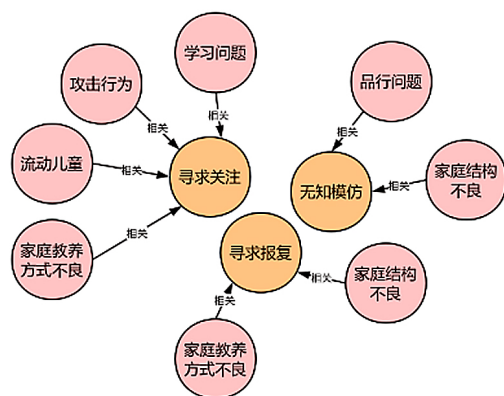 学习问题
攻击行为
品行问题
相关
相关
相关
流动儿童
相关
寻求关注
无知模仿
相关
家庭结构
不良
相关
家庭教养
方式不良
寻求报复
相关
家庭结构
不良
相关
家庭教养
方式不良